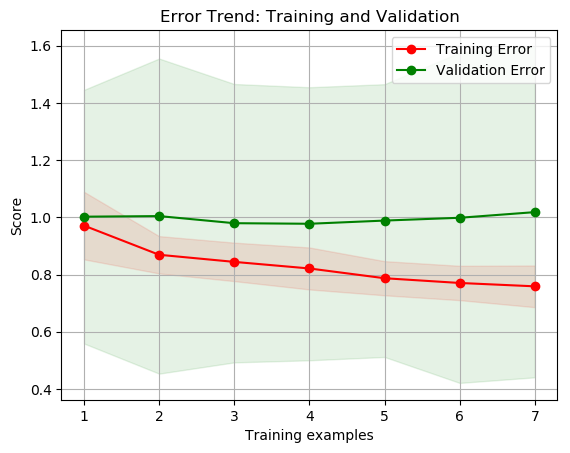 Error Trend: Training and Validation
Training Error
Validation Error
Score
1.6
1.4
1.2
1.0
0.8
0.6
0.4
1 2 3 4 5 6 7
Training examples